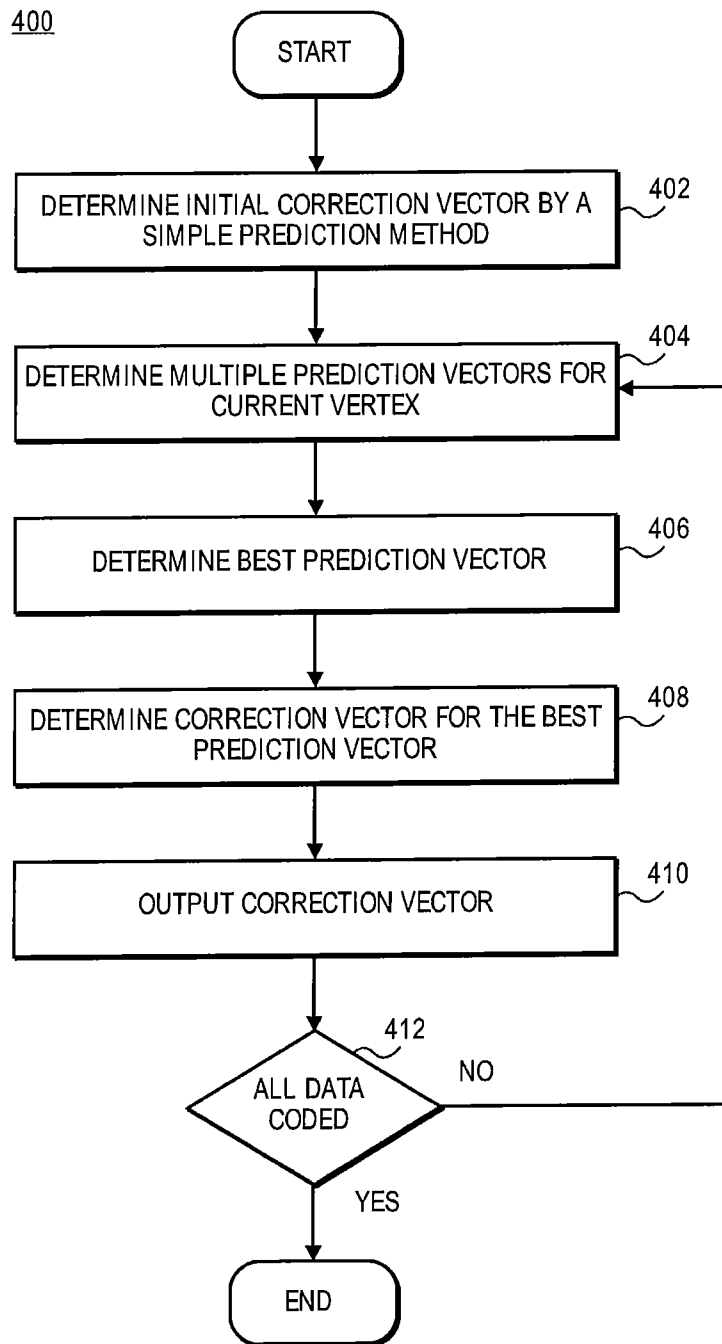 400
START
DETERMINE INITIAL CORRECTION VECTOR BY A
SIMPLE PREDICTION METHOD
402
DETERMINE MULTIPLE PREDICTION VECTORS FOR
CURRENT VERTEX
404
DETERMINE BEST PREDICTION VECTOR
406
DETERMINE CORRECTION VECTOR FOR THE BEST
PREDICTION VECTOR
408
OUTPUT CORRECTION VECTOR
410
412
ALL DATA
CODED
NO
YES
END